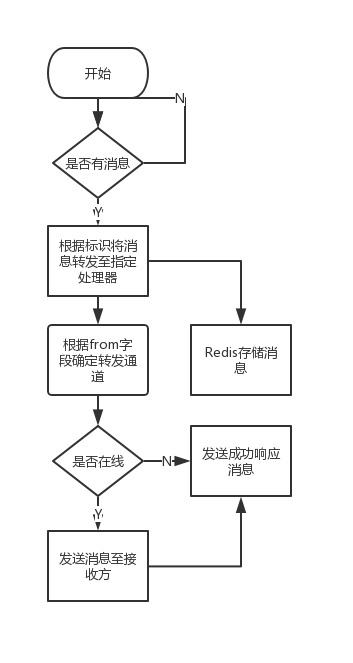 开始
N
是否有消息
Y
根据标识将消
息转发至指定
处理器
根据from字
段确定转发通
道
Redis存储消
息
是否在线
N
发送成功响应
消息
Y
发送消息至接
收方